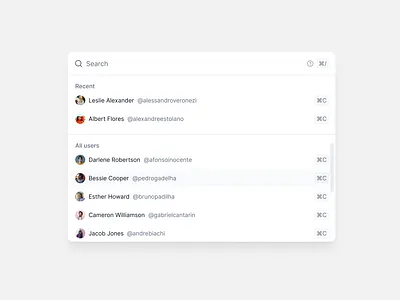 Search ⌘/
Recent
Leslie Alexander @alessandroveronezi ⌘C
Albert Flores @alexandreestolano ⌘C
All users
Darlene Robertson @afonsoinocente ⌘C
Bessie Cooper @pedrogadelha ⌘C
Esther Howard @brunopadilha ⌘C
Cameron Williamson @gabrielcantarin ⌘C
Jacob Jones @andrebiachi ⌘C